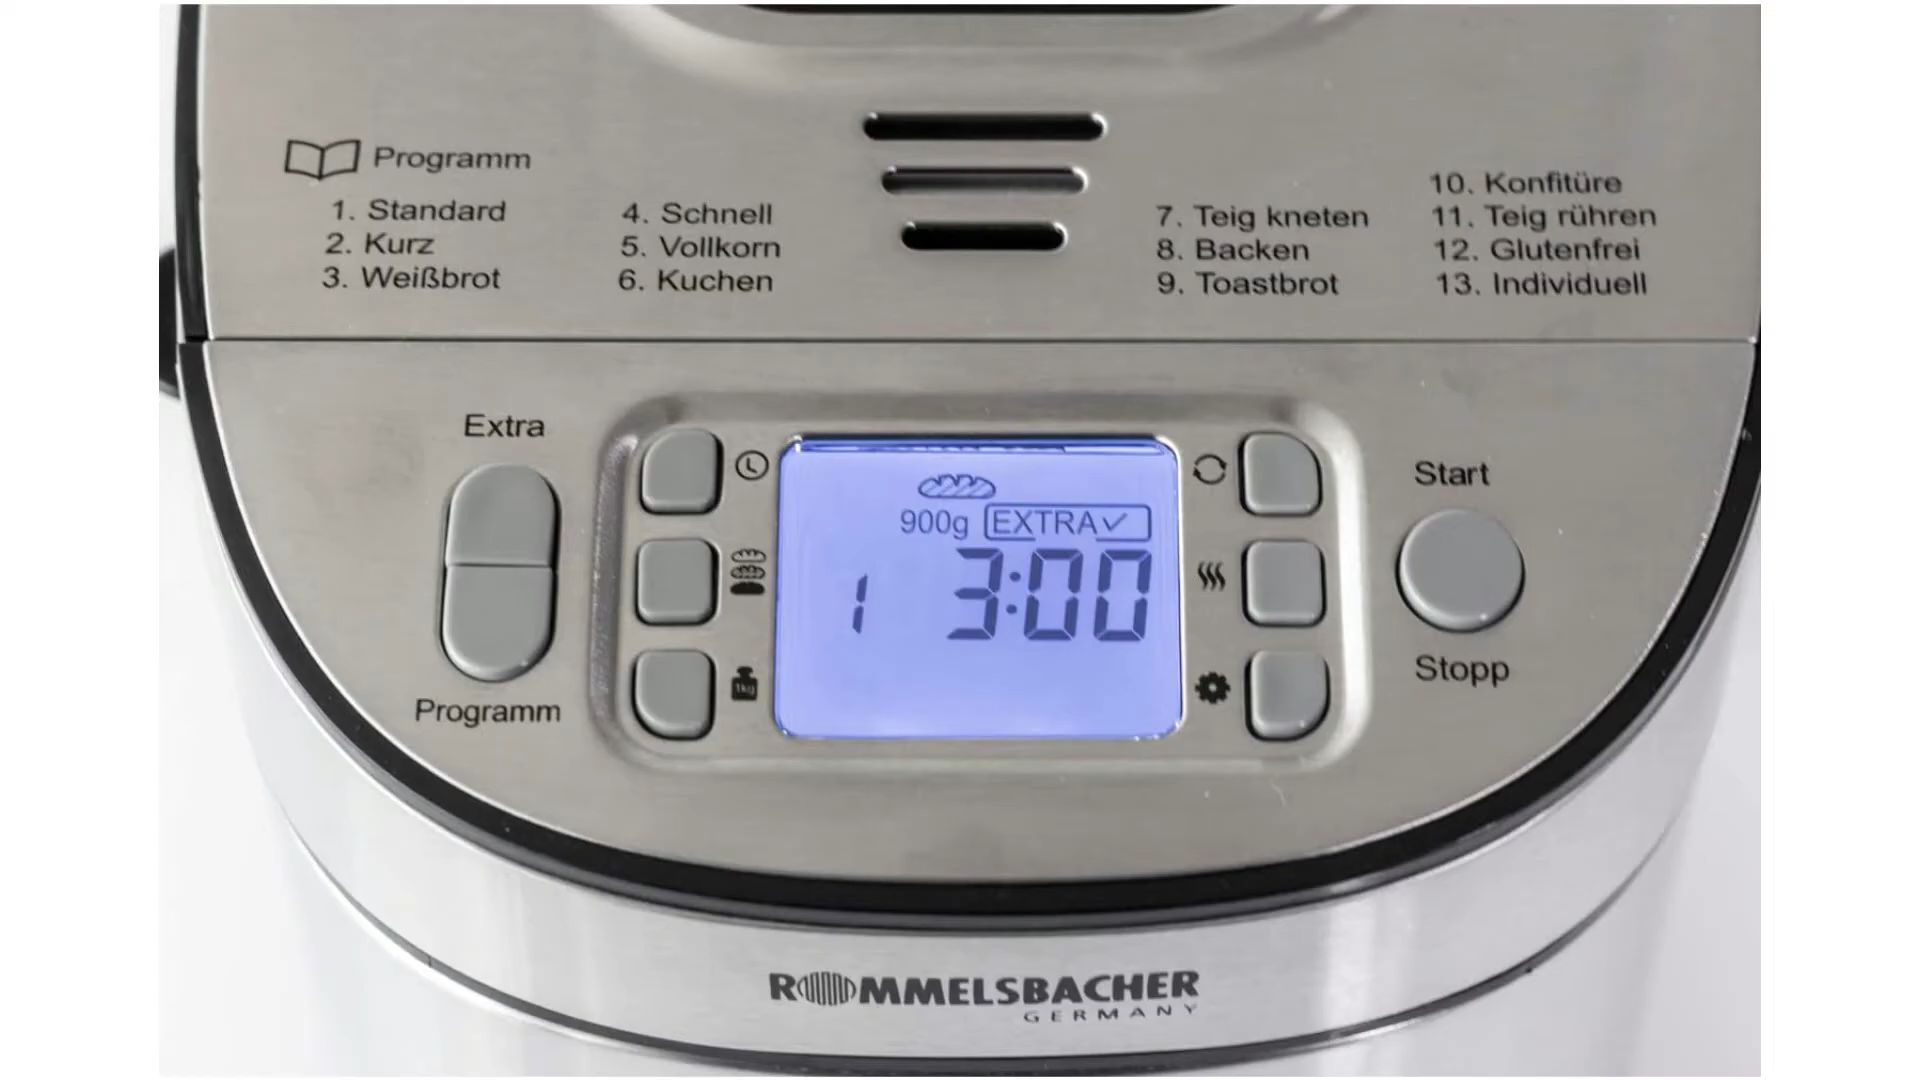 Programm
1. Standard
2. Kurz
3. Weißbrot
4. Schnell
5. Vollkorn
6. Kuchen
7. Teig kneten
8. Backen
9. Toastbrot
10. Konfitüre
11. Teig rühren
12. Glutenfrei
13. Individuell
Extra
Programm
1kg
900g EXTRA✓
1 3:00
Start
Stopp
ROMMELSBACHER
GERMANY